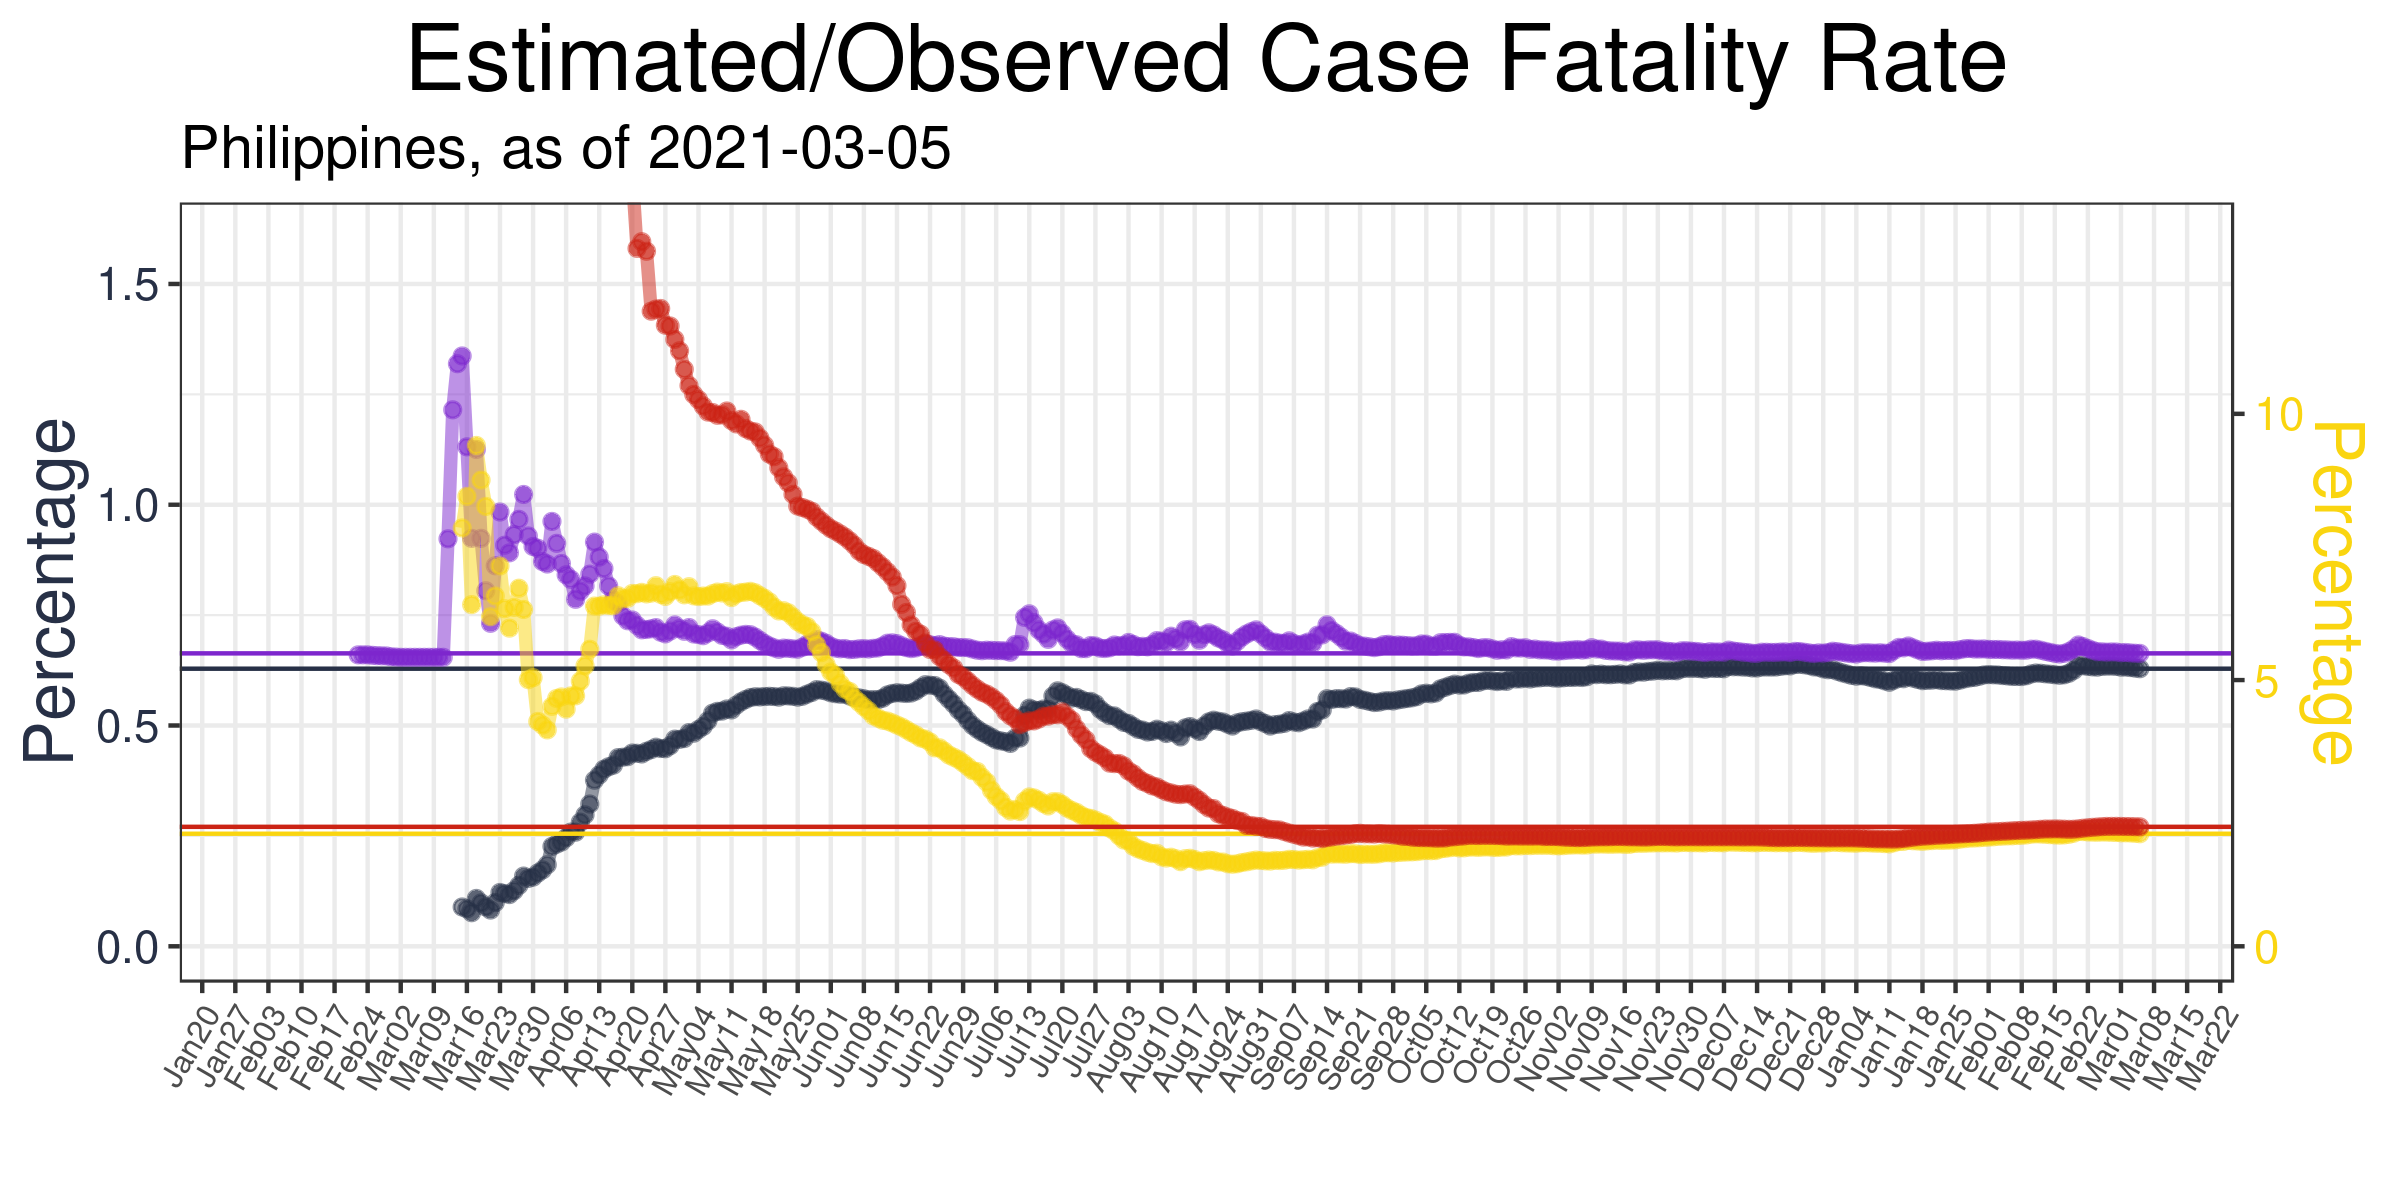 Estimated/Observed Case Fatality Rate
Philippines, as of 2021-03-05
Percentage
1.5
1.0
0.5
0.0
10
5
0
Percentage
Jan20
Jan27
Feb03
Feb10
Feb17
Feb24
Mar02
Mar09
Mar16
Mar23
Mar30
Apr06
Apr13
Apr20
Apr27
May04
May11
May18
May25
Jun01
Jun08
Jun15
Jun22
Jun29
Jul06
Jul13
Jul20
Jul27
Aug03
Aug10
Aug17
Aug24
Aug31
Sep07
Sep14
Sep21
Sep28
Oct05
Oct12
Oct19
Oct26
Nov02
Nov09
Nov16
Nov23
Nov30
Dec07
Dec14
Dec21
Dec28
Jan04
Jan11
Jan18
Jan25
Feb01
Feb08
Feb15
Feb22
Mar01
Mar08
Mar15
Mar22